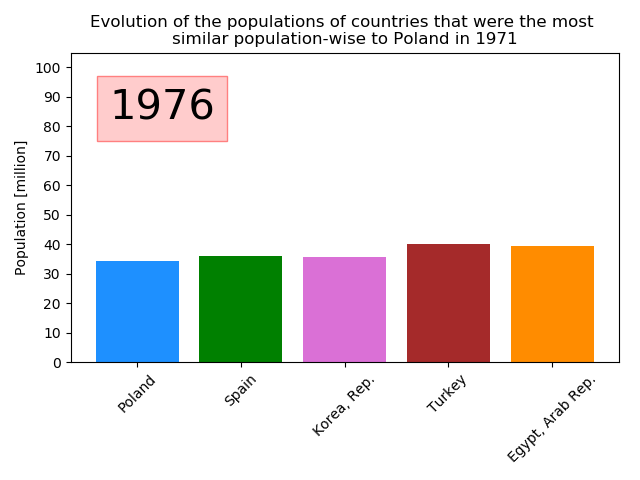 Evolution of the populations of countries that were the most
similar population-wise to Poland in 1971
1976
Population [million]
100
90
80
70
60
50
40
30
20
10
0
Poland
Spain
Korea, Rep.
Turkey
Egypt, Arab Rep.